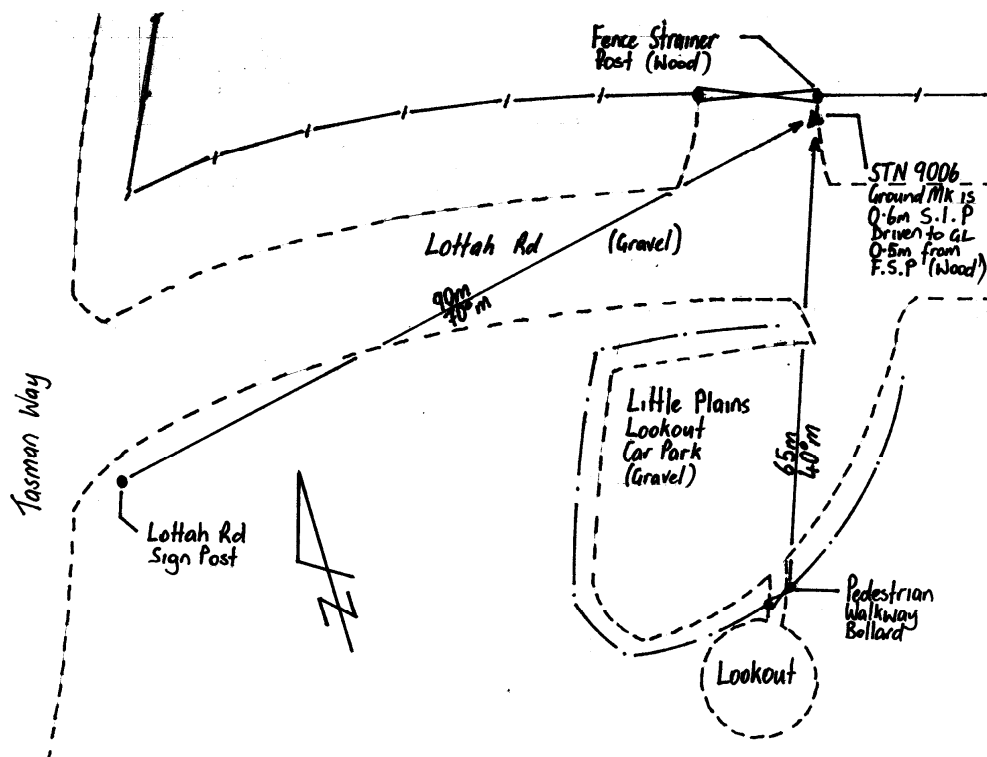 Fence Strainer
Post (Wood)
STN 9006
Ground Mk is
0.6m S.I.P
Driven to GL
0.5m from
F.S.P (Wood)
Lottah Rd
(Gravel)
90m
70°m
Tasman Way
Little Plains
Lookout
Car Park
(Gravel)
65m
40°m
Lottah Rd
Sign Post
N
Pedestrian
Walkway
Bollard
Lookout